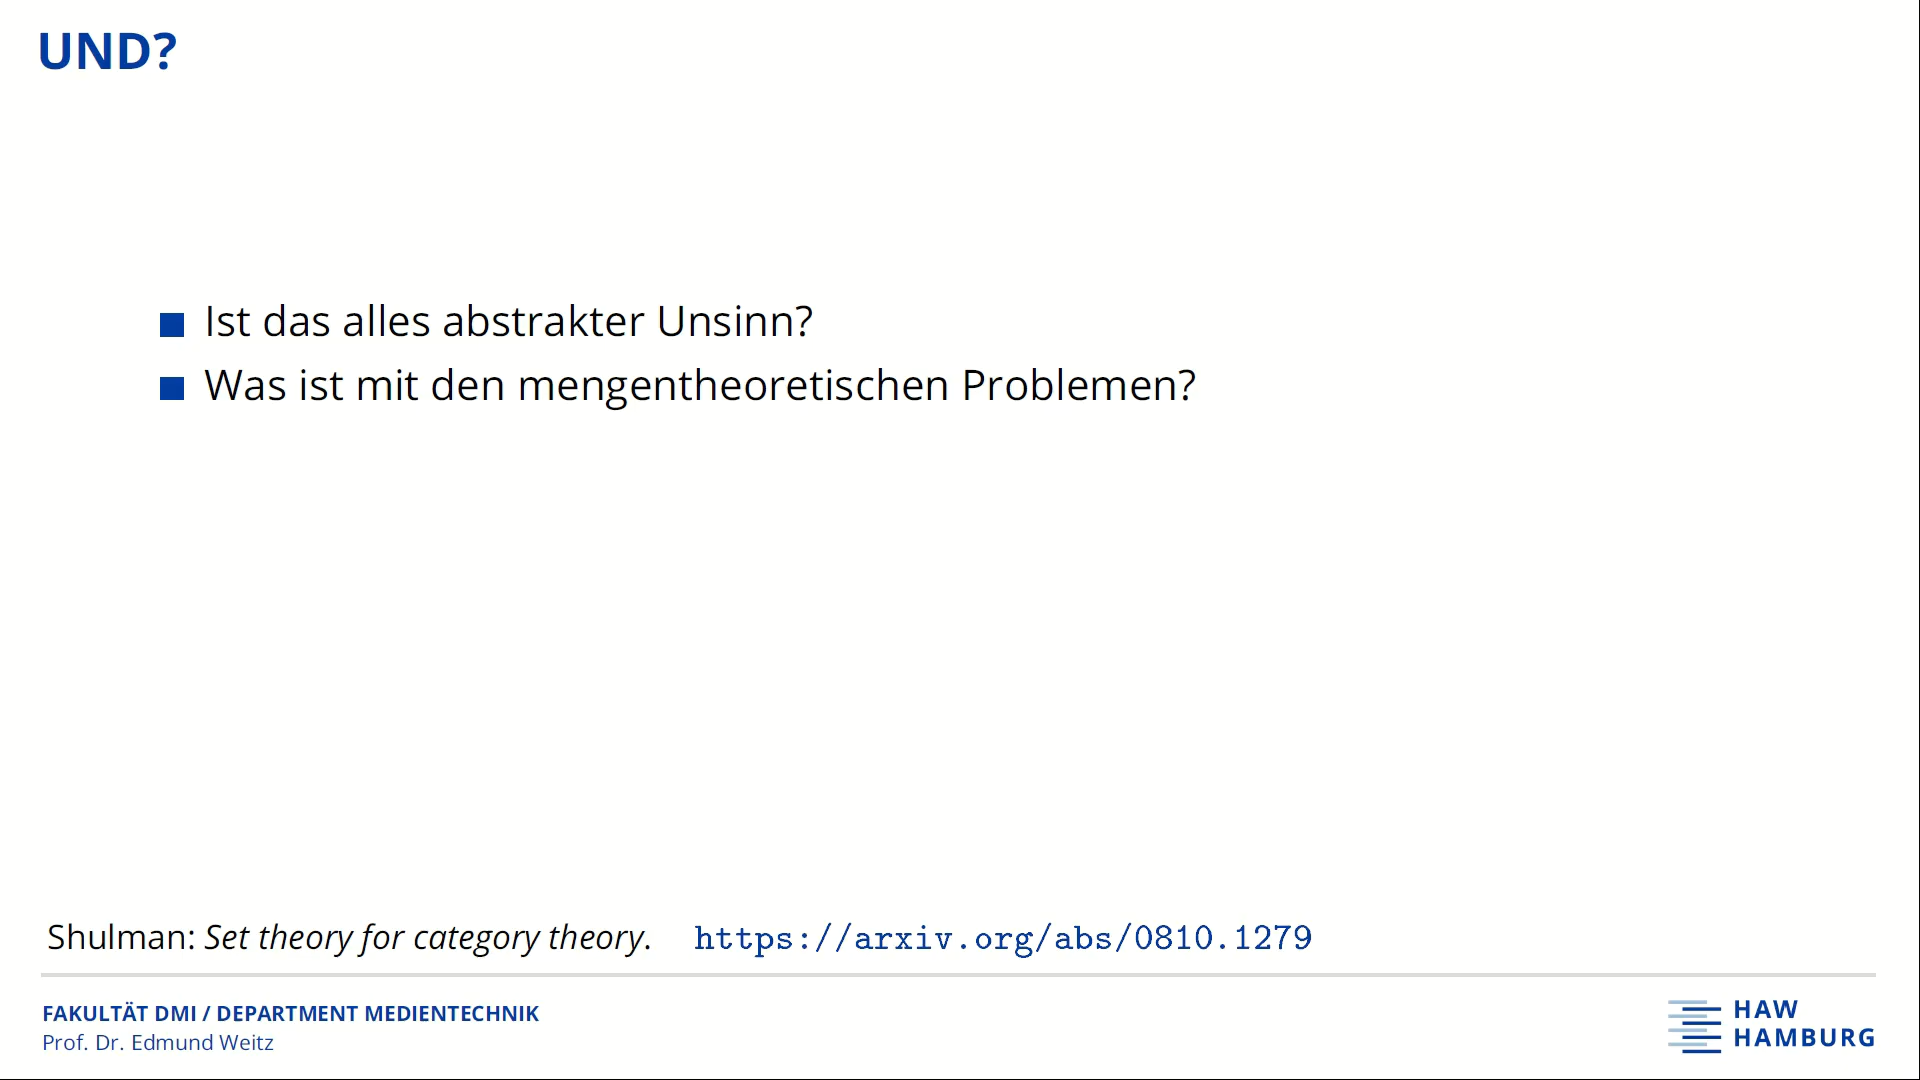 UND?
Ist das alles abstrakter Unsinn?
Was ist mit den mengentheoretischen Problemen?
Shulman: Set theory for category theory. https://arxiv.org/abs/0810.1279
FAKULTÄT DMI / DEPARTMENT MEDIENTECHNIK
Prof. Dr. Edmund Weitz
HAW
HAMBURG